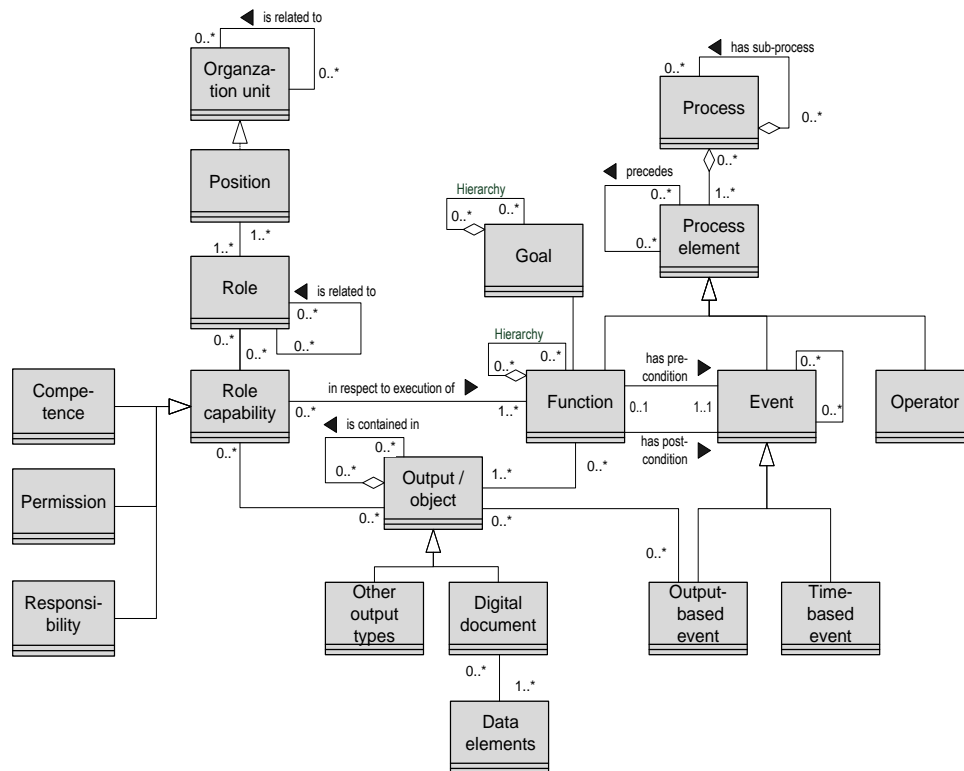 is related to
0..*
0..*
Organza-
tion unit
Position
1..*
1..*
Role
is related to
0..*
0..*
0..*
0..*
Role
capability
Compe-
tence
Permission
Responsi-
bility
0..*
in respect to execution of
1..*
0..*
0..*
Hierarchy
0..*
0..*
Goal
Hierarchy
0..*
0..*
Function
has sub-process
0..*
0..*
Process
0..*
1..*
precedes
0..*
0..*
Process
element
has pre-
condition
0..1
1..1
has post-
condition
Event
0..*
0..*
Operator
is contained in
0..*
0..*
Output /
object
1..*
0..*
0..*
0..*
Other
output
types
Digital
document
0..*
1..*
Data
elements
Output-
based
event
Time-
based
event